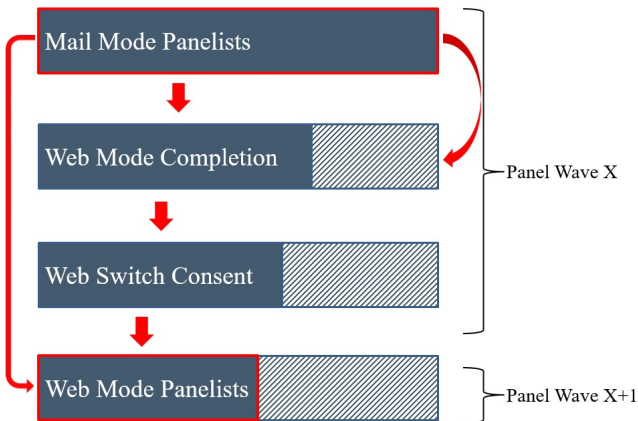 Mail Mode Panelists
Web Mode Completion
Panel Wave X
Web Switch Consent
Web Mode Panelists
Panel Wave X+1